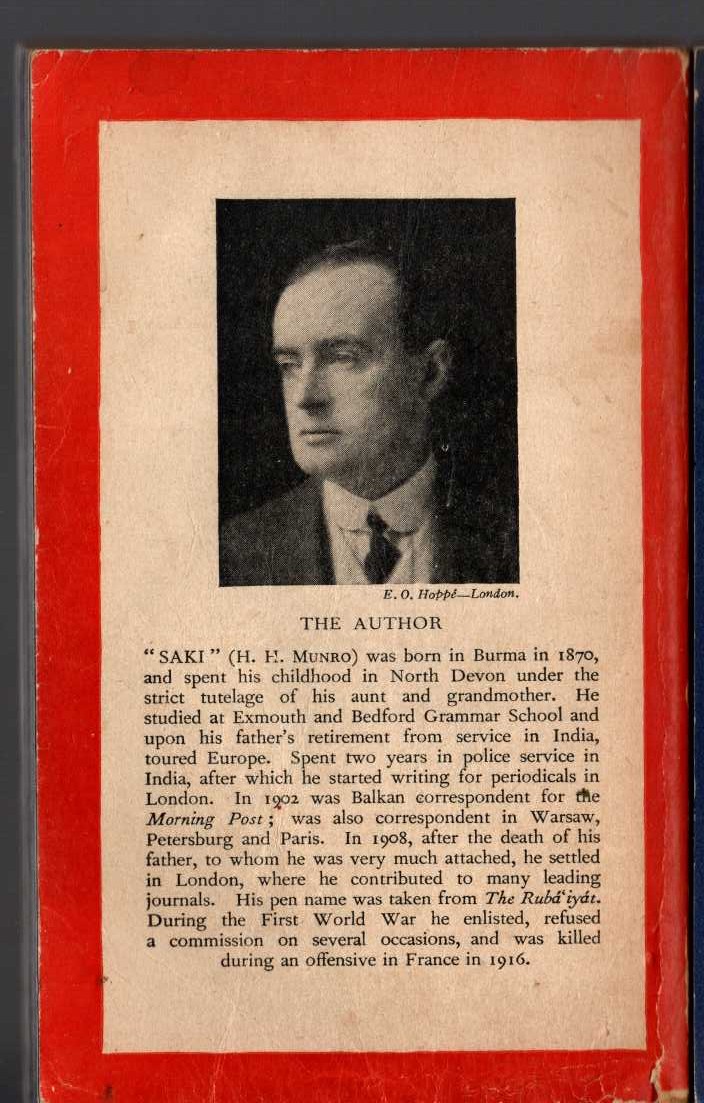 E. O. Hoppé—London.
THE AUTHOR
“ SAKI ” (H. H. MUNRO) was born in Burma in 1870,
and spent his childhood in North Devon under the
strict tutelage of his aunt and grandmother. He
studied at Exmouth and Bedford Grammar School and
upon his father's retirement from service in India,
toured Europe. Spent two years in police service in
India, after which he started writing for periodicals in
London. In 1902 was Balkan correspondent for the
Morning Post ; was also correspondent in Warsaw,
Petersburg and Paris. In 1908, after the death of his
father, to whom he was very much attached, he settled
in London, where he contributed to many leading
journals. His pen name was taken from The Rubá‘iyát.
During the First World War he enlisted, refused
a commission on several occasions, and was killed
during an offensive in France in 1916.